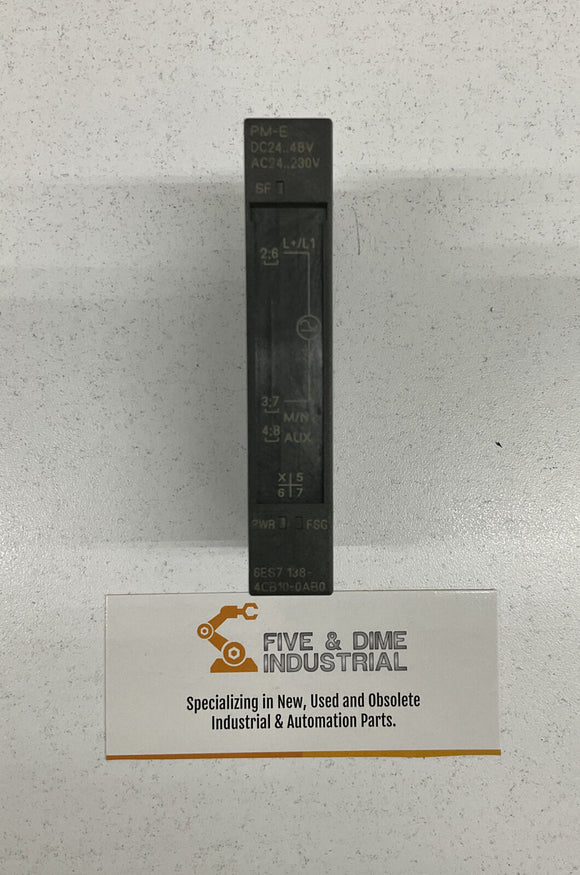 PM-E
DC24..48V
AC24..230V
SF
L+/L1
2;6
3;7
M/N
4;8
AUX
X 5
6 7
PWR FSG
6ES7 138-
4CB10-0AB0
FIVE & DIME
INDUSTRIAL
Specializing in New, Used and Obsolete
Industrial & Automation Parts.